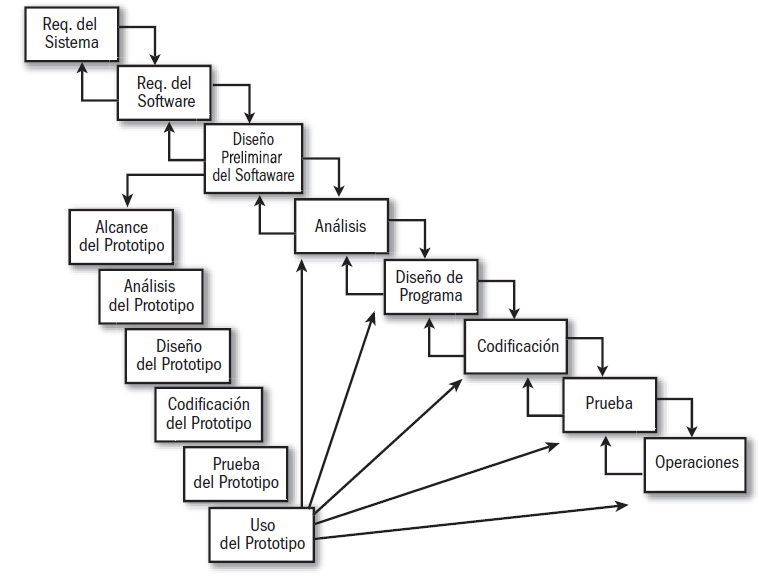 Req. del
Sistema
Req. del
Software
Diseño
Preliminar
del Softaware
Alcance
del Prototipo
Análisis
Análisis
del Prototipo
Diseño de
Programa
Diseño
del Prototipo
Codificación
Codificación
del Prototipo
Prueba
Prueba
del Prototipo
Operaciones
Uso
del Prototipo